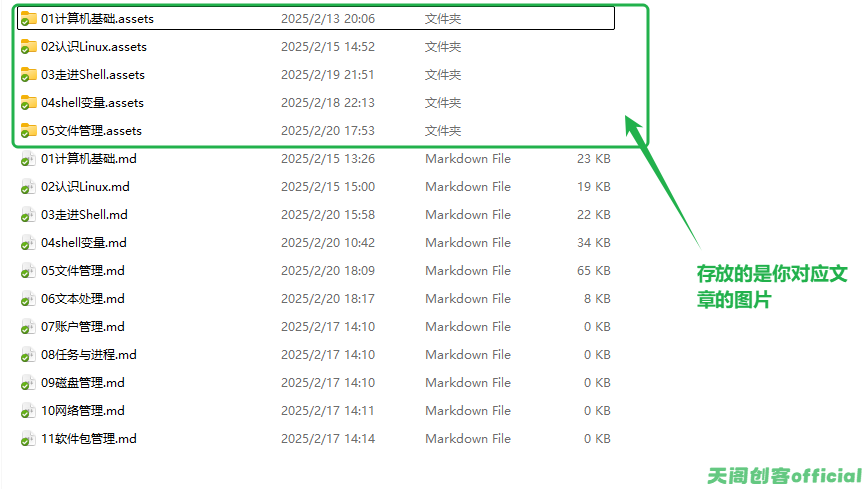 01计算机基础.assets 2025/2/13 20:06 文件夹
02认识Linux.assets 2025/2/15 14:52 文件夹
03走进Shell.assets 2025/2/19 21:51 文件夹
04shell变量.assets 2025/2/18 22:13 文件夹
05文件管理.assets 2025/2/20 17:53 文件夹
01计算机基础.md 2025/2/15 13:26 Markdown File 23 KB
02认识Linux.md 2025/2/15 15:00 Markdown File 19 KB
03走进Shell.md 2025/2/20 15:58 Markdown File 22 KB
04shell变量.md 2025/2/20 10:42 Markdown File 34 KB
05文件管理.md 2025/2/20 18:09 Markdown File 65 KB
06文本处理.md 2025/2/20 18:17 Markdown File 8 KB
07账户管理.md 2025/2/17 14:10 Markdown File 0 KB
08任务与进程.md 2025/2/17 14:10 Markdown File 0 KB
09磁盘管理.md 2025/2/17 14:10 Markdown File 0 KB
10网络管理.md 2025/2/17 14:11 Markdown File 0 KB
11软件包管理.md 2025/2/17 14:14 Markdown File 0 KB
存放的是你对应文
章的图片
天阁创客official